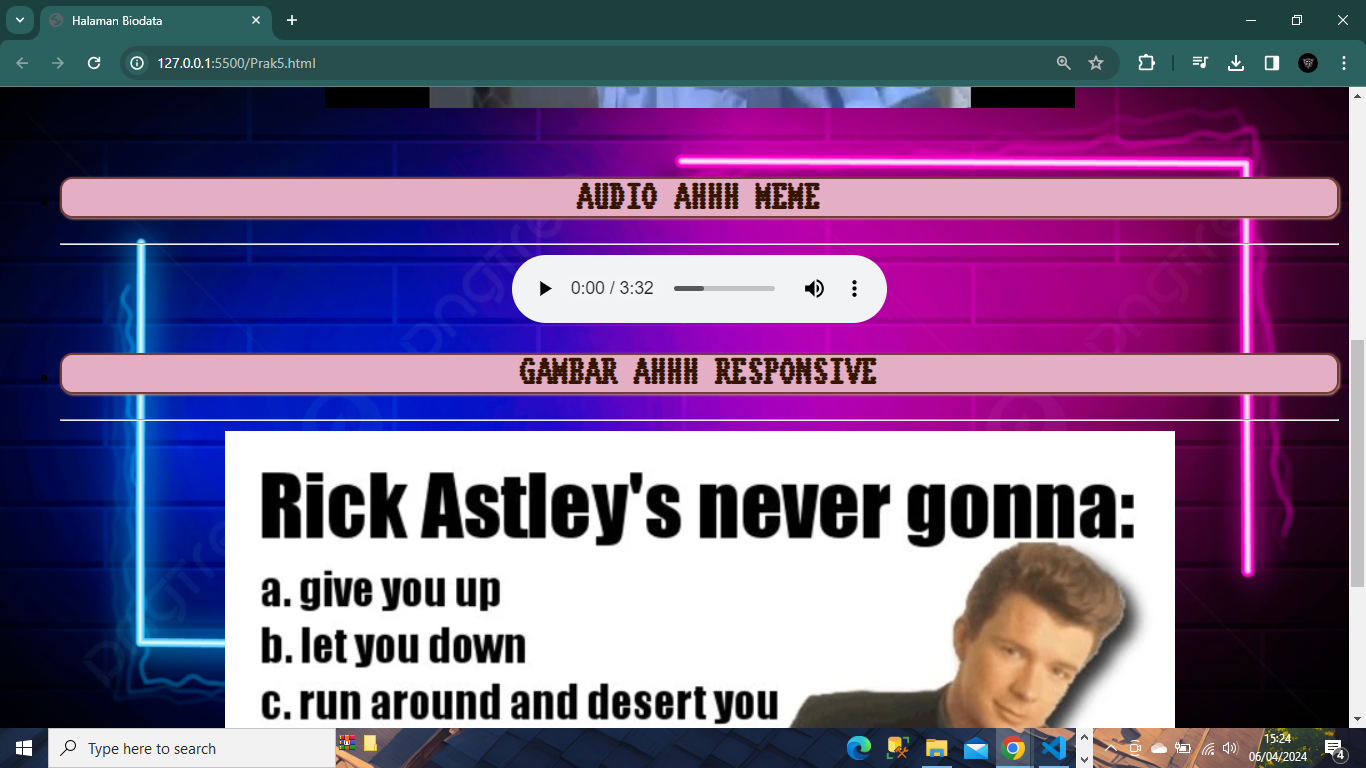 Halaman Biodata
127.0.0.1:5500/Prak5.html
AUDIO AHHH MEME
0:00 / 3:32
GAMBAR AHHH RESPONSIVE
Rick Astley's never gonna:
a. give you up
b. let you down
c. run around and desert you
Type here to search
15:24
06/04/2024
4